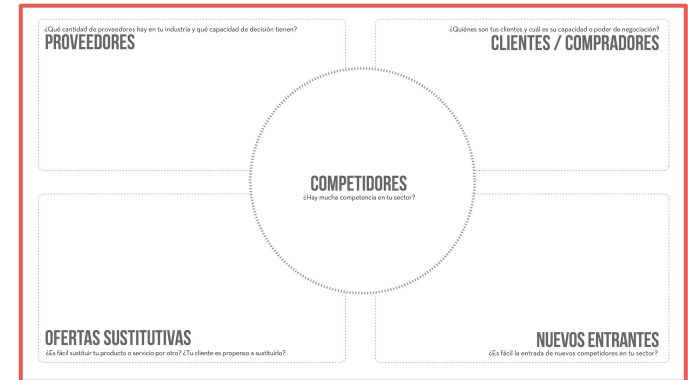 ¿Qué cantidad de proveedores hay en tu industria y qué capacidad de decisión tienen?
PROVEEDORES
¿Quiénes son tus clientes y cuál es su capacidad o poder de negociación?
CLIENTES / COMPRADORES
COMPETIDORES
¿Hay mucha competencia en tu sector?
OFERTAS SUSTITUTIVAS
¿Es fácil sustituir tu producto o servicio por otro? ¿Tu cliente es propenso a sustituirlo?
NUEVOS ENTRANTES
¿Es fácil la entrada de nuevos competidores en tu sector?